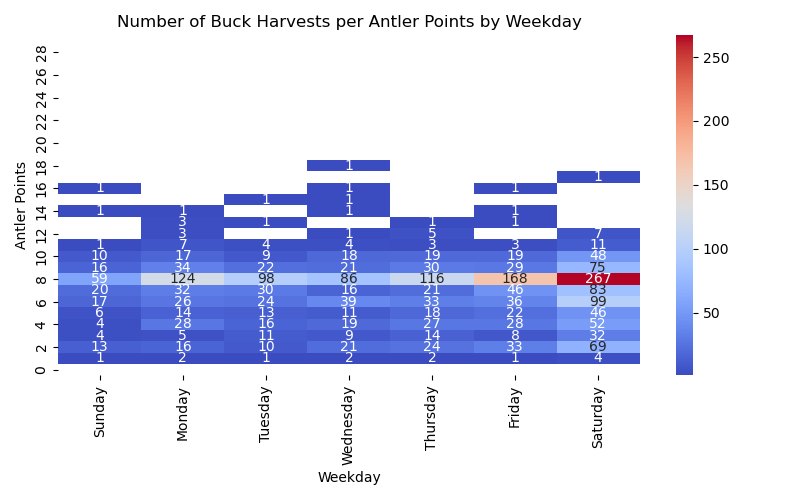 Number of Buck Harvests per Antler Points by Weekday
Antler Points
28
26
24
22
20
18 1
1
16 1 1 1
1 1
14 1 1 1 1
3 1 1 1
12 3 1 5 7
1 7 4 4 3 3 11
10 10 17 9 18 19 19 48
16 34 22 21 30 29 75
8 59 124 98 86 116 168 267
20 32 30 16 21 46 83
6 17 26 24 39 33 36 99
6 14 13 11 18 22 46
4 4 28 16 19 27 28 52
4 5 11 9 14 8 32
2 13 16 10 21 24 33 69
1 2 1 2 2 1 4
0
Sunday Monday Tuesday Wednesday Thursday Friday Saturday
Weekday
250
200
150
100
50